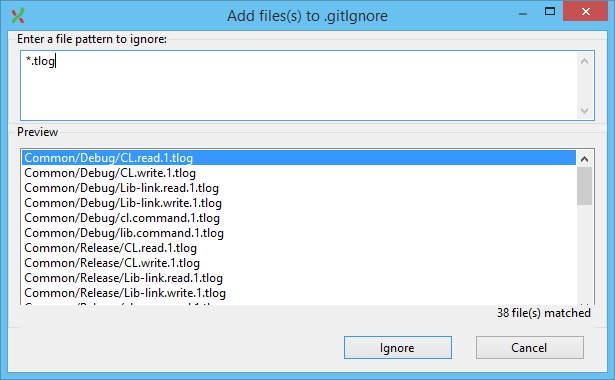 Add files(s) to .gitIgnore
Enter a file pattern to ignore:
*.tlog
Preview
Common/Debug/CL.read.1.tlog
Common/Debug/CL.write.1.tlog
Common/Debug/Lib-link.read.1.tlog
Common/Debug/Lib-link.write.1.tlog
Common/Debug/cl.command.1.tlog
Common/Debug/lib.command.1.tlog
Common/Release/CL.read.1.tlog
Common/Release/CL.write.1.tlog
Common/Release/Lib-link.read.1.tlog
Common/Release/Lib-link.write.1.tlog
38 file(s) matched
Ignore
Cancel